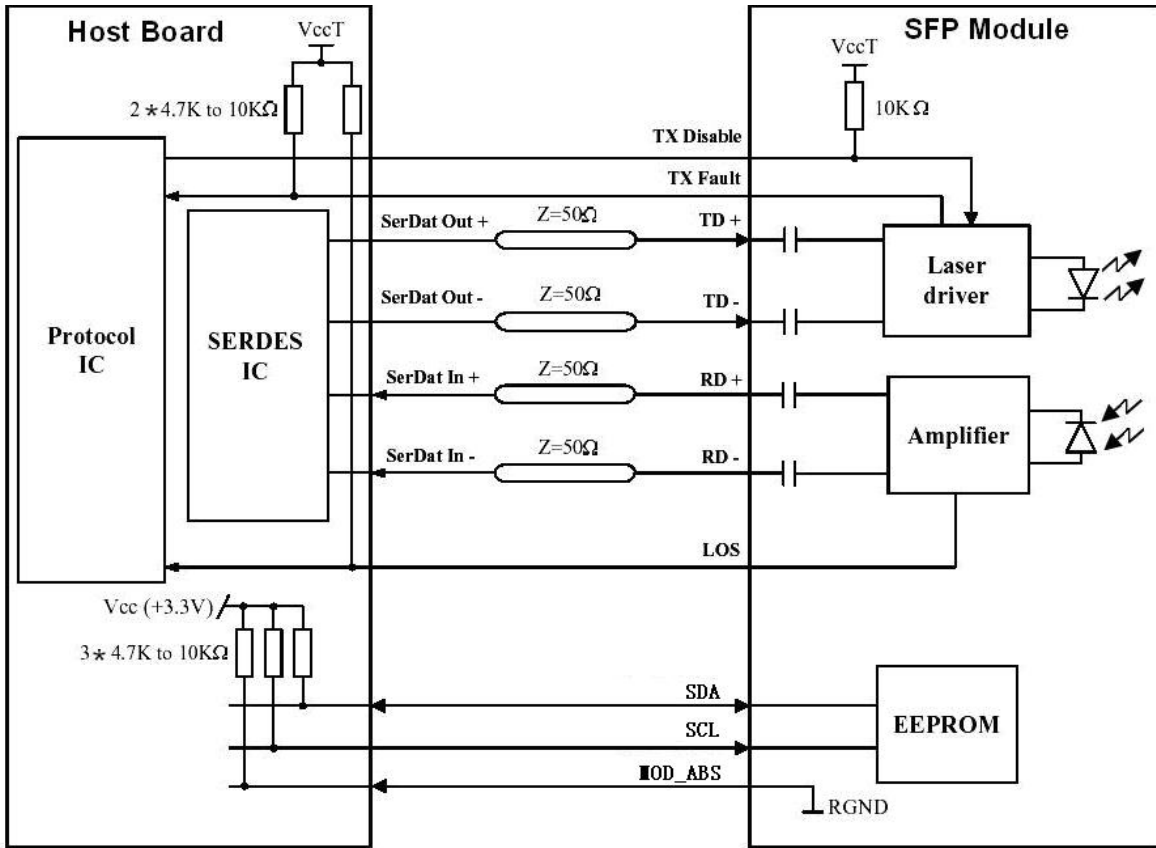 Host Board
SFP Module
VccT
VccT
2*4.7K to 10KΩ
10KΩ
TX Disable
TX Fault
SerDat Out +
Z=50Ω
TD +
Laser
driver
SerDat Out -
Z=50Ω
TD -
Protocol
IC
SERDES
IC
SerDat In +
Z=50Ω
RD +
Amplifier
SerDat In -
Z=50Ω
RD -
LOS
Vcc (+3.3V)
3*4.7K to 10KΩ
SDA
SCL
EEPROM
MOD_ABS
RGND